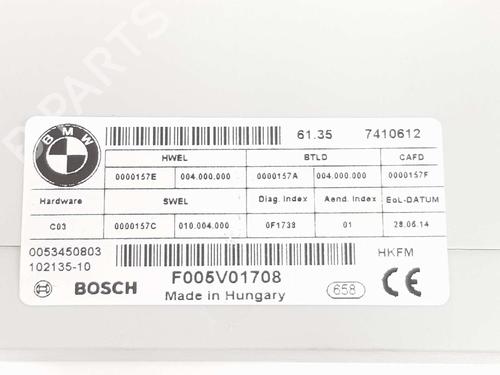 B PARTS
BMW
61.35 7410612
HWEL BTLD CAFD
0000157E 004.000.000 0000157A 004.000.000 0000157F
Hardware SWEL Diag. Index Aend. Index EoL-DATUM
C03 0000157C 010.004.000 0F1738 01 28.05.14
0053450803 HKFM
102135-10 F005V01708
BOSCH Made in Hungary 658 CE